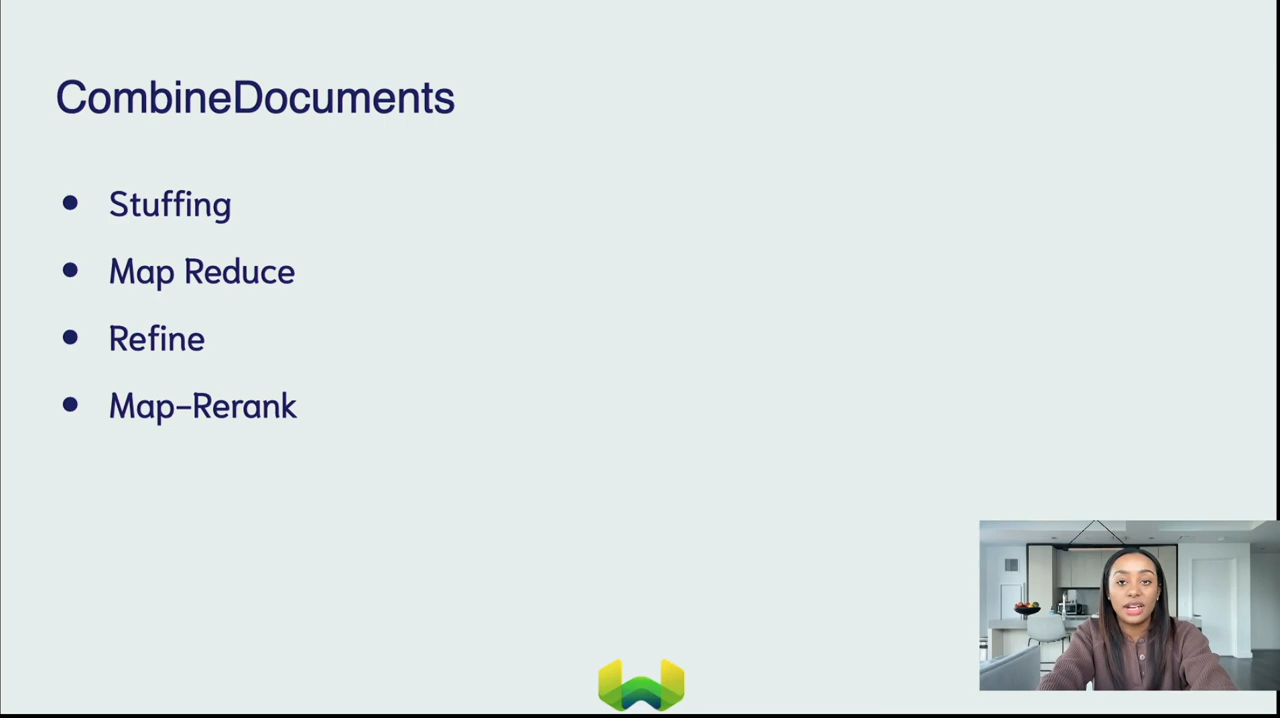 CombineDocuments
Stuffing
Map Reduce
Refine
Map-Rerank